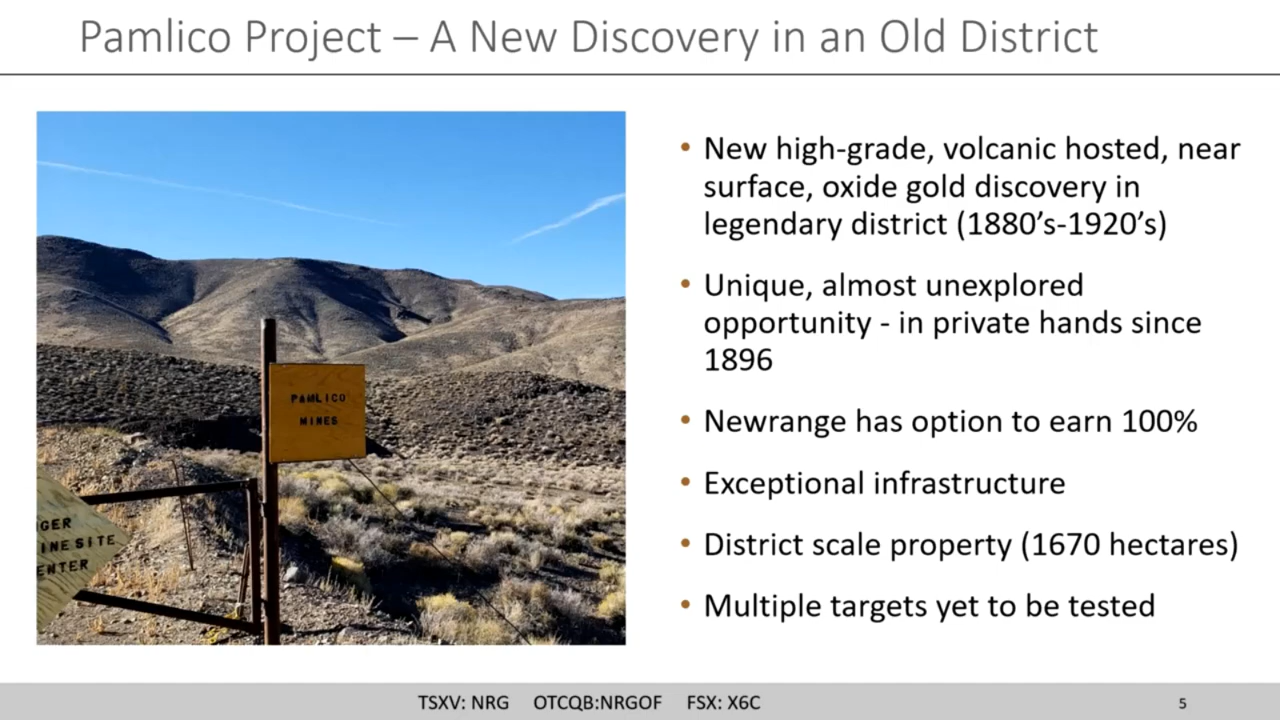 Pamlico Project – A New Discovery in an Old District
• New high-grade, volcanic hosted, near
surface, oxide gold discovery in
legendary district (1880’s-1920’s)
• Unique, almost unexplored
opportunity - in private hands since
1896
• Newrange has option to earn 100%
• Exceptional infrastructure
• District scale property (1670 hectares)
• Multiple targets yet to be tested
PAMLICO
MINES
GER
INE SITE
ENTER
TSXV: NRG OTCQB:NRGOF FSX: X6C
5